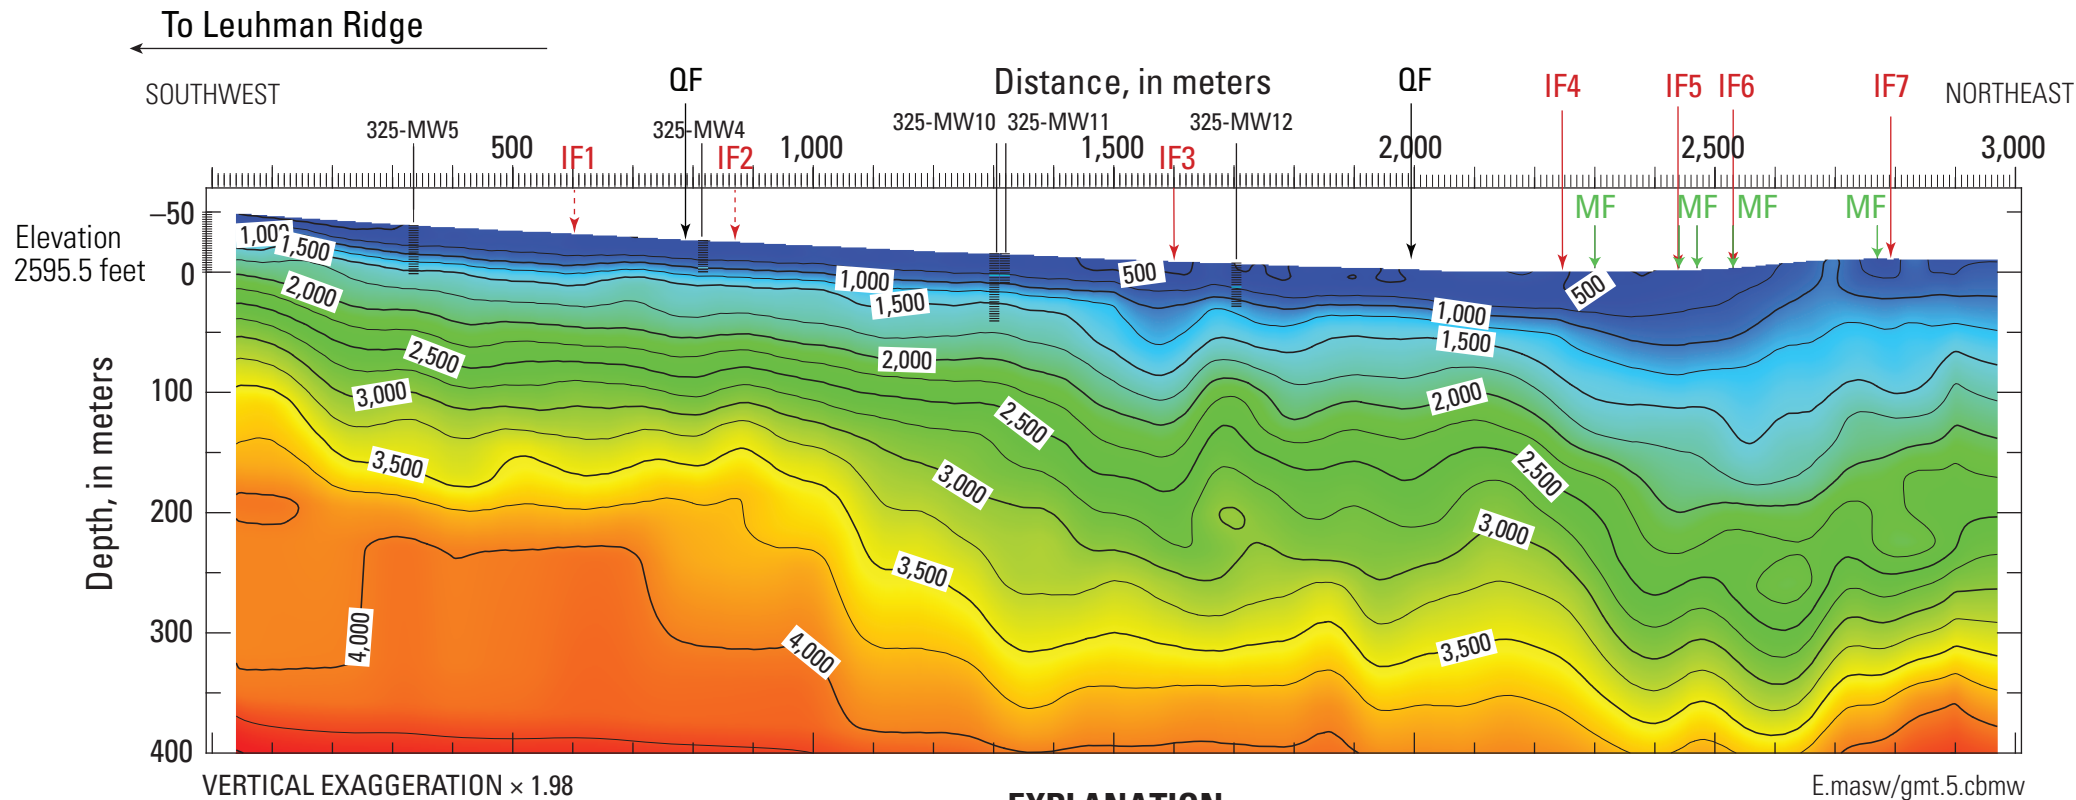 To Leuhman Ridge
SOUTHWEST
QF
Distance, in meters
QF
IF4
IF5
IF6
IF7
NORTHEAST
325-MW5
325-MW4
325-MW10
325-MW11
325-MW12
500
IF1
IF2
1,000
1,500
IF3
2,000
2,500
3,000
MF
MF
MF
MF
Elevation
2595.5 feet
Depth, in meters
–50
0
100
200
300
400
1,000
1,500
2,000
2,500
3,000
3,500
4,000
4,000
1,000
1,500
2,000
2,500
3,000
3,500
500
500
1,000
1,500
2,000
2,500
3,000
3,500
VERTICAL EXAGGERATION × 1.98
EXPLANATION
E.masw/gmt.5.cbmw